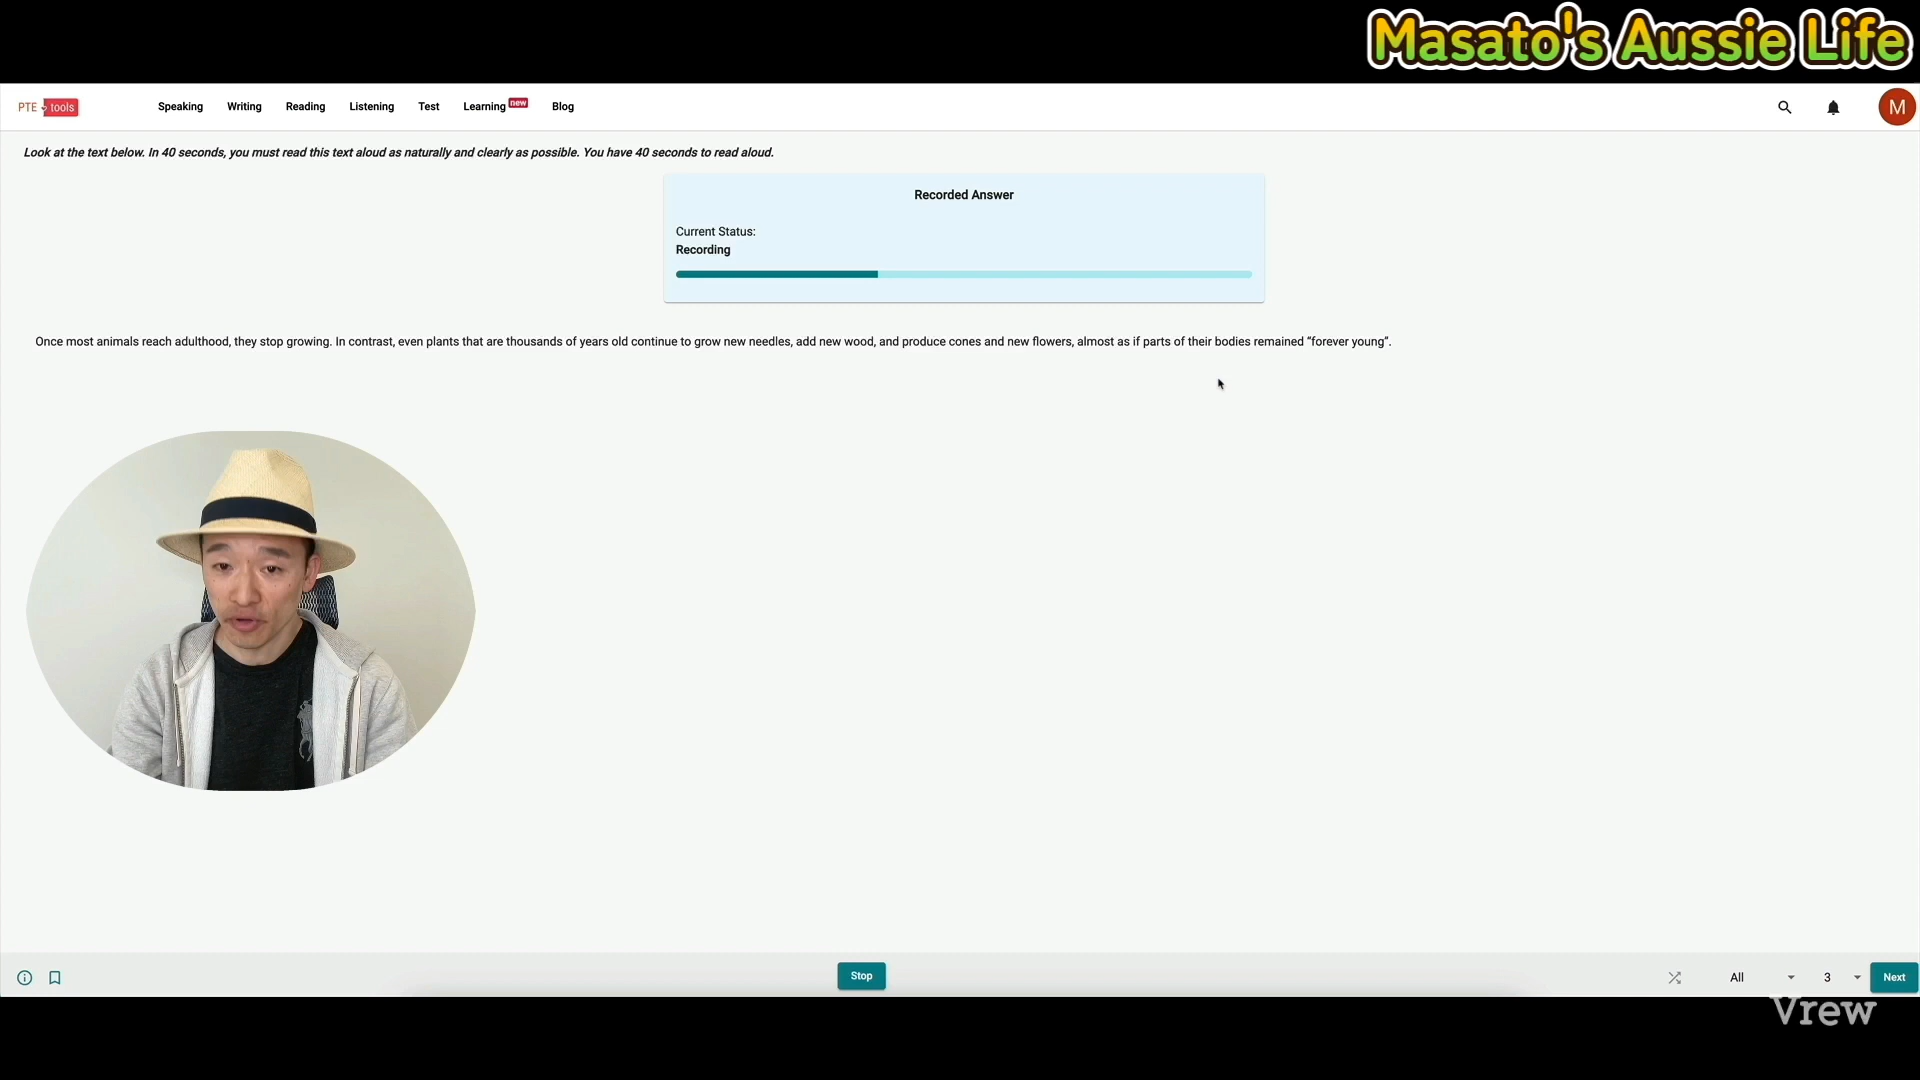 Masato's Aussie Life
PTE tools
Speaking Writing Reading Listening Test Learning new Blog
M
Look at the text below. In 40 seconds, you must read this text aloud as naturally and clearly as possible. You have 40 seconds to read aloud.
Recorded Answer
Current Status:
Recording
Once most animals reach adulthood, they stop growing. In contrast, even plants that are thousands of years old continue to grow new needles, add new wood, and produce cones and new flowers, almost as if parts of their bodies remained “forever young”.
Stop
All 3 Next
Vrew